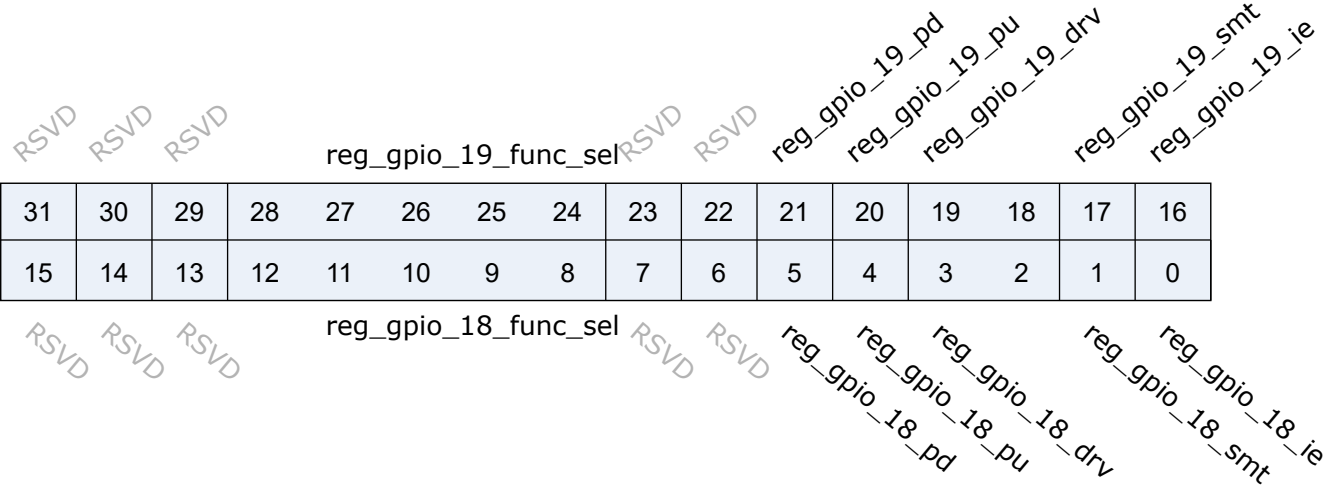 RSVD RSVD RSVD reg_gpio_19_func_sel RSVD RSVD reg_gpio_19_pd reg_gpio_19_pu reg_gpio_19_drv reg_gpio_19_smt reg_gpio_19_ie
31 30 29 28 27 26 25 24 23 22 21 20 19 18 17 16
15 14 13 12 11 10 9 8 7 6 5 4 3 2 1 0
RSVD RSVD RSVD reg_gpio_18_func_sel RSVD RSVD reg_gpio_18_pd reg_gpio_18_pu reg_gpio_18_drv reg_gpio_18_smt reg_gpio_18_ie